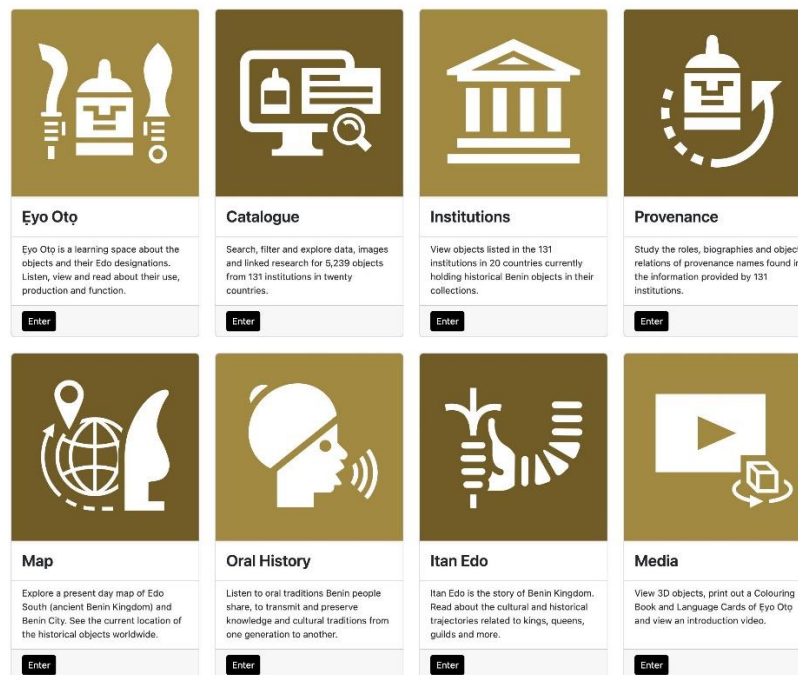 Ẹyo Otọ
Ẹyo Otọ is a learning space about the
objects and their Edo designations.
Listen, view and read about their use,
production and function.
Enter
Catalogue
Search, filter and explore data, images
and linked research for 5,239 objects
from 131 institutions in twenty
countries.
Enter
Institutions
View objects listed in the 131
institutions in 20 countries currently
holding historical Benin objects in their
collections.
Enter
Provenance
Study the roles, biographies and object
relations of provenance names found in
the information provided by 131
institutions.
Enter
Map
Explore a present day map of Edo
South (ancient Benin Kingdom) and
Benin City. See the current location of
the historical objects worldwide.
Enter
Oral History
Listen to oral traditions Benin people
share, to transmit and preserve
knowledge and cultural traditions from
one generation to another.
Enter
Itan Edo
Itan Edo is the story of Benin Kingdom.
Read about the cultural and historical
trajectories related to kings, queens,
guilds and more.
Enter
Media
View 3D objects, print out a Colouring
Book and Language Cards of Ẹyo Otọ
and view an introduction video.
Enter